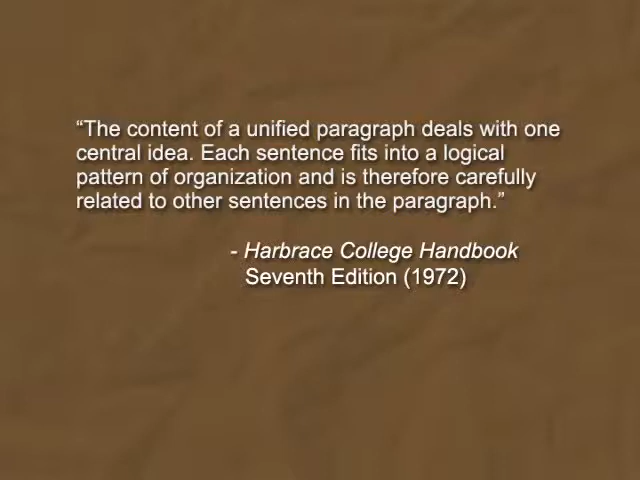 “The content of a unified paragraph deals with one
central idea. Each sentence fits into a logical
pattern of organization and is therefore carefully
related to other sentences in the paragraph.”
- Harbrace College Handbook
Seventh Edition (1972)